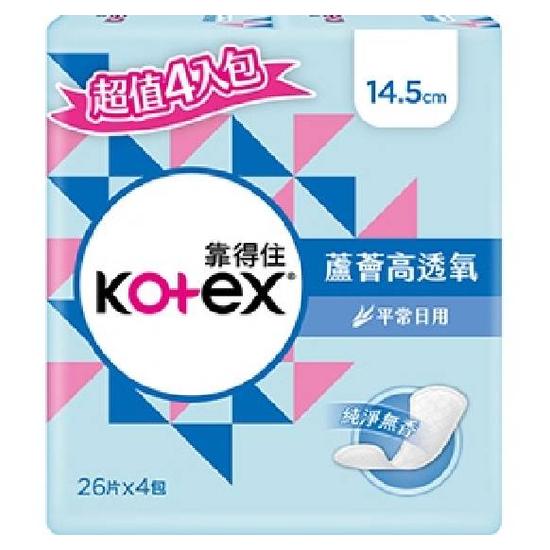 超值4入包
14.5cm
靠得住
Kotex®
蘆薈高透氧
平常日用
純淨無香
26片x4包